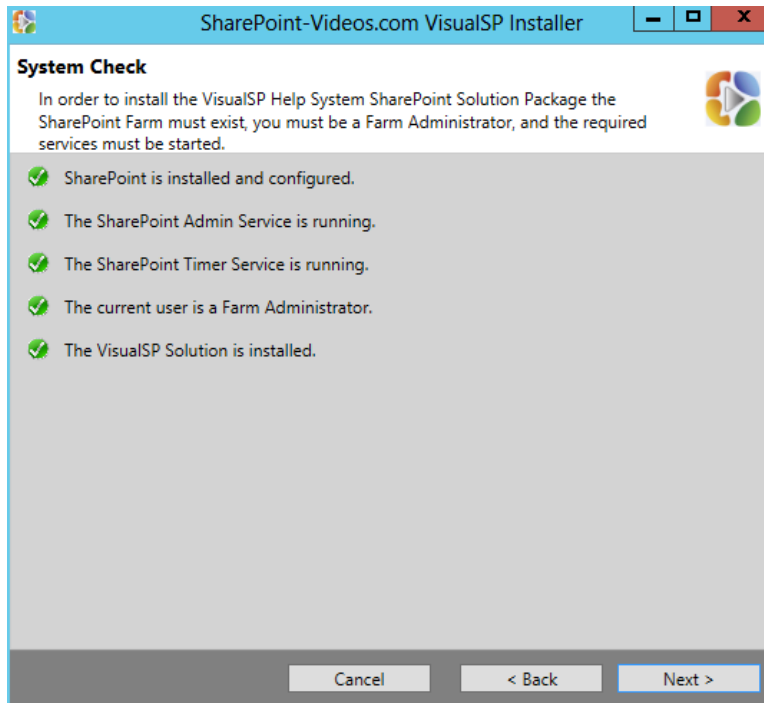 SharePoint-Videos.com VisualSP Installer
System Check
In order to install the VisualSP Help System SharePoint Solution Package the
SharePoint Farm must exist, you must be a Farm Administrator, and the required
services must be started.
SharePoint is installed and configured.
The SharePoint Admin Service is running.
The SharePoint Timer Service is running.
The current user is a Farm Administrator.
The VisualSP Solution is installed.
Cancel < Back Next >